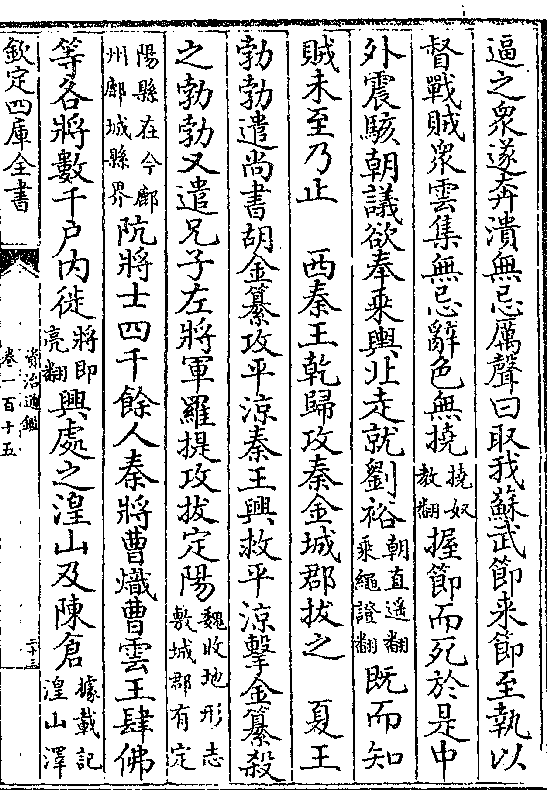 逼之衆遂奔潰無忌厲聲曰取我蘇武節来節至執以
督戰賊衆雲集無忌辭色無撓撓奴教翻握節而死於是中
外震駭朝議欲奉乘輿北走就劉裕朝直遥翻乘繩證翻既而知
賊未至乃止　西秦王乾歸攻秦金城郡拔之　夏王
勃勃遣尚書胡金纂攻平涼秦王興救平涼擊金纂殺
之勃勃又遣兄子左將軍羅提攻拔定陽魏收地形志敷城郡有定
陽縣在今鄜州鄜城縣界阬將士四千餘人秦將曹熾曹雲王肆佛
等各將數千户内徙將即亮翻興處之湟山及陳倉據載記湟山澤
欽定四庫全書
資治通鑑
卷一百十五
二十三